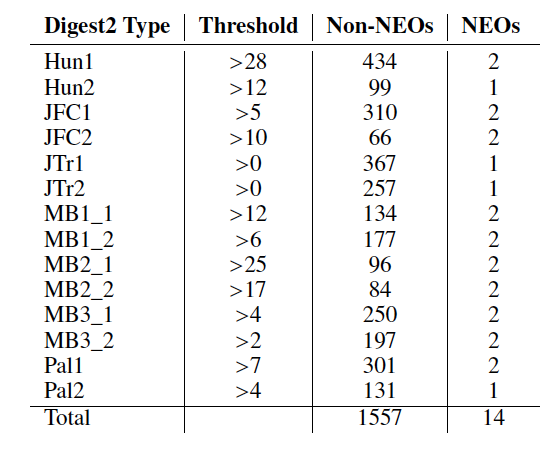 Digest2 Type Threshold Non-NEOs NEOs
Hun1 >28 434 2
Hun2 >12 99 1
JFC1 >5 310 2
JFC2 >10 66 2
JTr1 >0 367 1
JTr2 >0 257 1
MB1_1 >12 134 2
MB1_2 >6 177 2
MB2_1 >25 96 2
MB2_2 >17 84 2
MB3_1 >4 250 2
MB3_2 >2 197 2
Pal1 >7 301 2
Pal2 >4 131 1
Total 1557 14